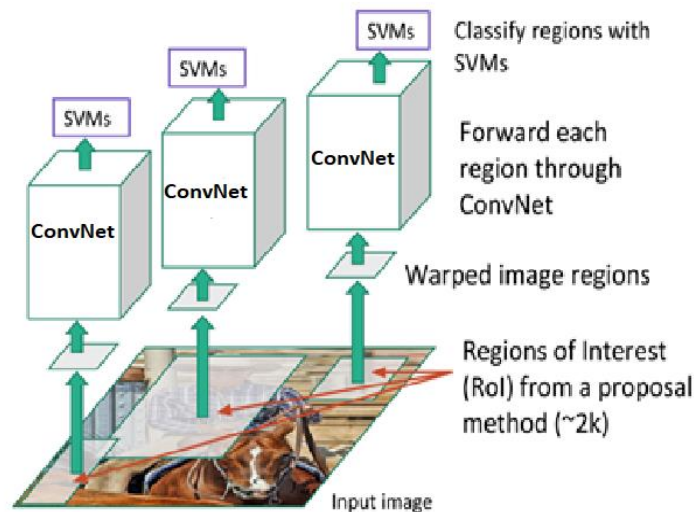 SVMs
Classify regions with
SVMs
SVMs
SVMs
ConvNet
ConvNet
ConvNet
Forward each
region through
ConvNet
Warped image regions
Regions of Interest
(RoI) from a proposal
method (~2k)
Input image